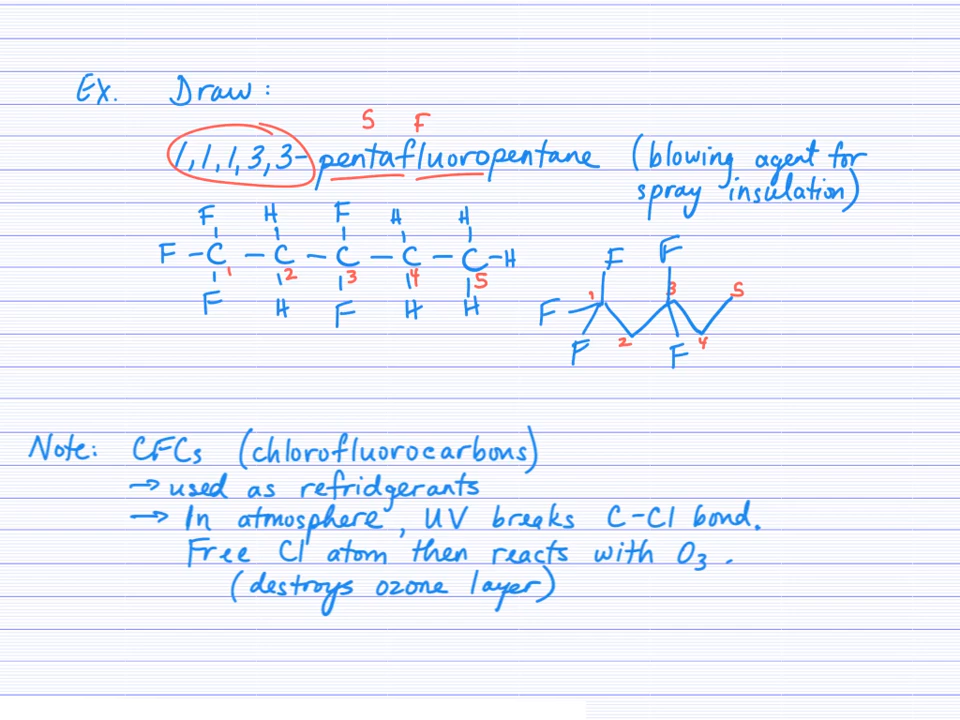 Ex. Draw:
5 F
1,1,1,3,3-pentafluoropentane (blowing agent for
spray insulation)
F H F H H
F-C-C-C-C-C-H
1 2 3 4 5
F H F H H
F F
1 3 5
F
F 2 F 4
Note: CFCs (chlorofluorocarbons)
→ used as refridgerants
→ In atmosphere, UV breaks C-Cl bond.
Free Cl atom then reacts with O3.
(destroys ozone layer)